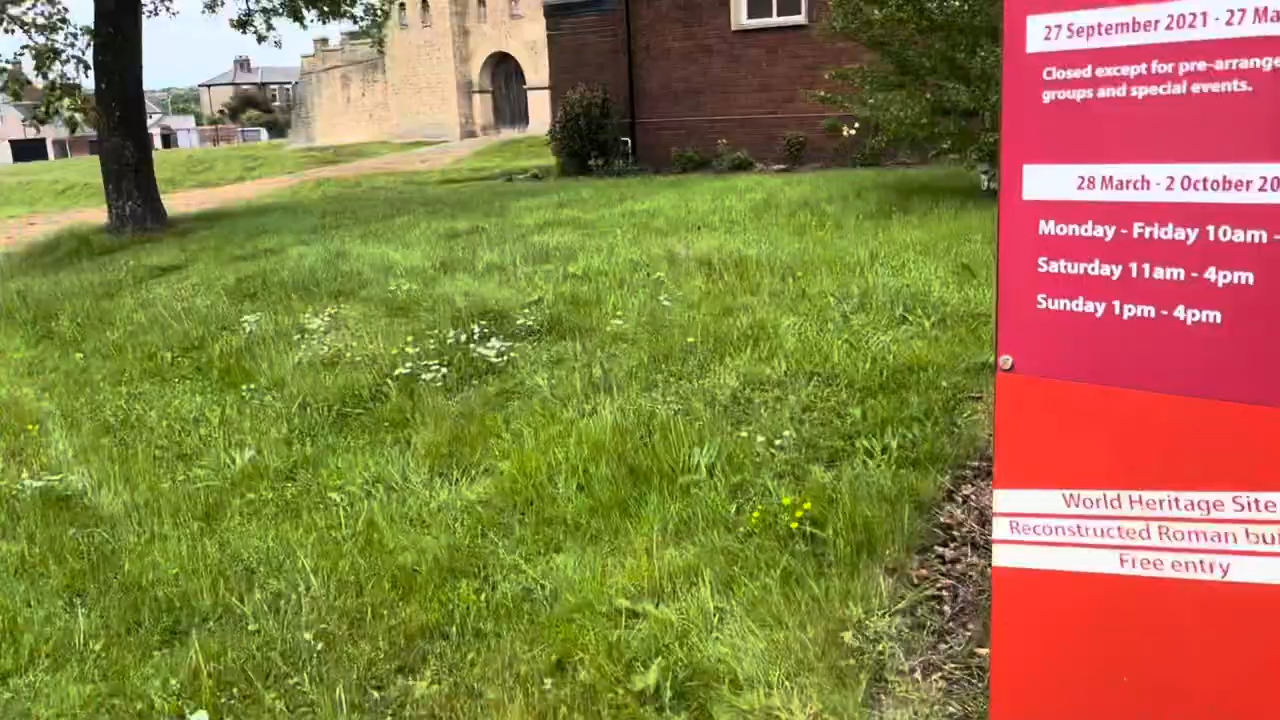 27 September 2021 - 27 Ma
Closed except for pre-arrange
groups and special events.
28 March - 2 October 20
Monday - Friday 10am -
Saturday 11am - 4pm
Sunday 1pm - 4pm
World Heritage Site
Reconstructed Roman bui
Free entry